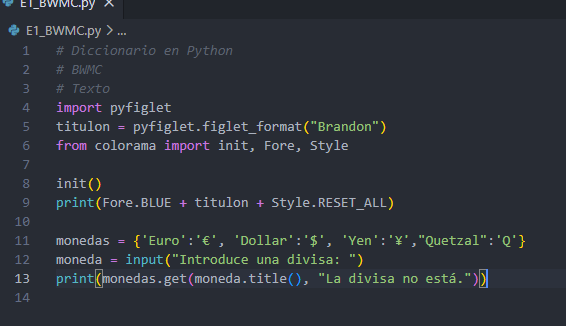 E1_BWMC.py ×
E1_BWMC.py > ...
1 # Diccionario en Python
2 # BWMC
3 # Texto
4 import pyfiglet
5 titulon = pyfiglet.figlet_format("Brandon")
6 from colorama import init, Fore, Style
7
8 init()
9 print(Fore.BLUE + titulon + Style.RESET_ALL)
10
11 monedas = {'Euro':'€', 'Dollar':'$', 'Yen':'¥',"Quetzal":'Q'}
12 moneda = input("Introduce una divisa: ")
13 print(monedas.get(moneda.title(), "La divisa no está."))
14